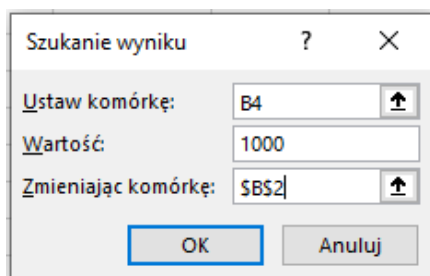 Szukanie wyniku ?
Ustaw komórkę: B4
Wartość: 1000
Zmieniając komórkę: $B$2
OK Anuluj